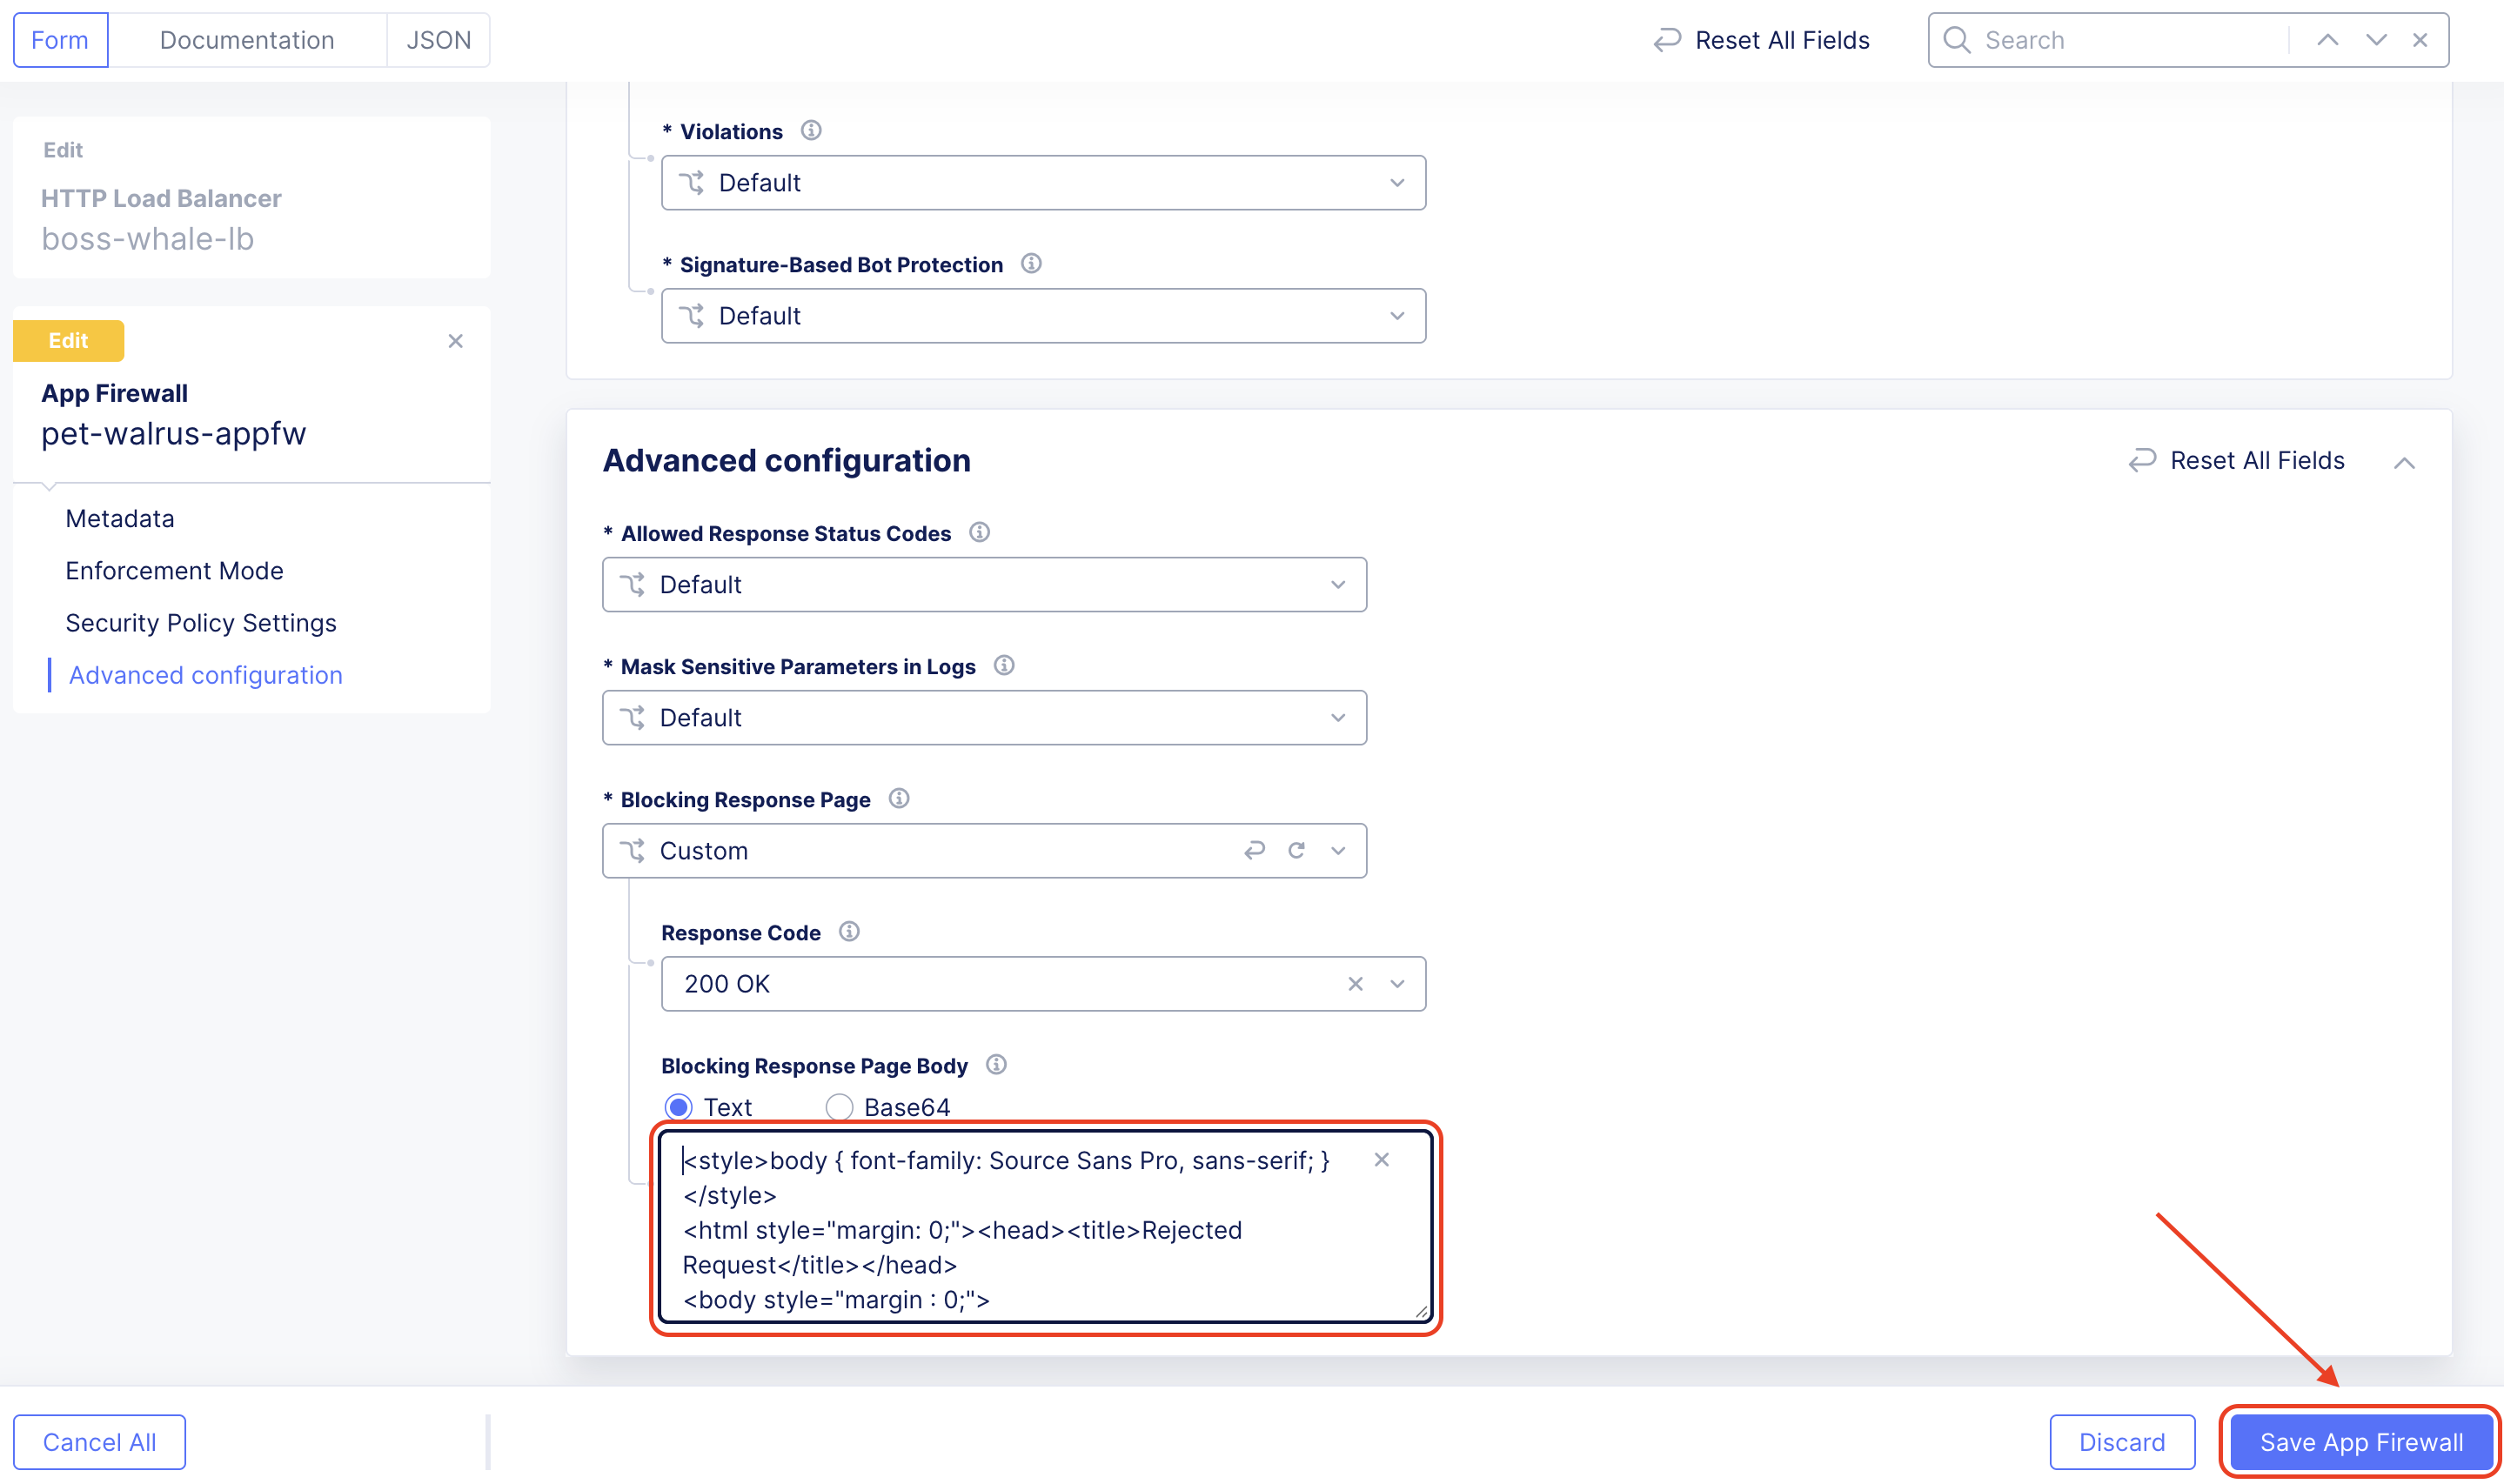 Form
Documentation
JSON
Reset All Fields
Search
Edit
HTTP Load Balancer
boss-whale-lb
Edit
App Firewall
pet-walrus-appfw
Metadata
Enforcement Mode
Security Policy Settings
Advanced configuration
* Violations
Default
* Signature-Based Bot Protection
Default
Advanced configuration
Reset All Fields
* Allowed Response Status Codes
Default
* Mask Sensitive Parameters in Logs
Default
* Blocking Response Page
Custom
Response Code
200 OK
Blocking Response Page Body
Text
Base64
<style>body { font-family: Source Sans Pro, sans-serif; }
</style>
<html style="margin: 0;"><head><title>Rejected
Request</title></head>
<body style="margin : 0;">
Cancel All
Discard
Save App Firewall